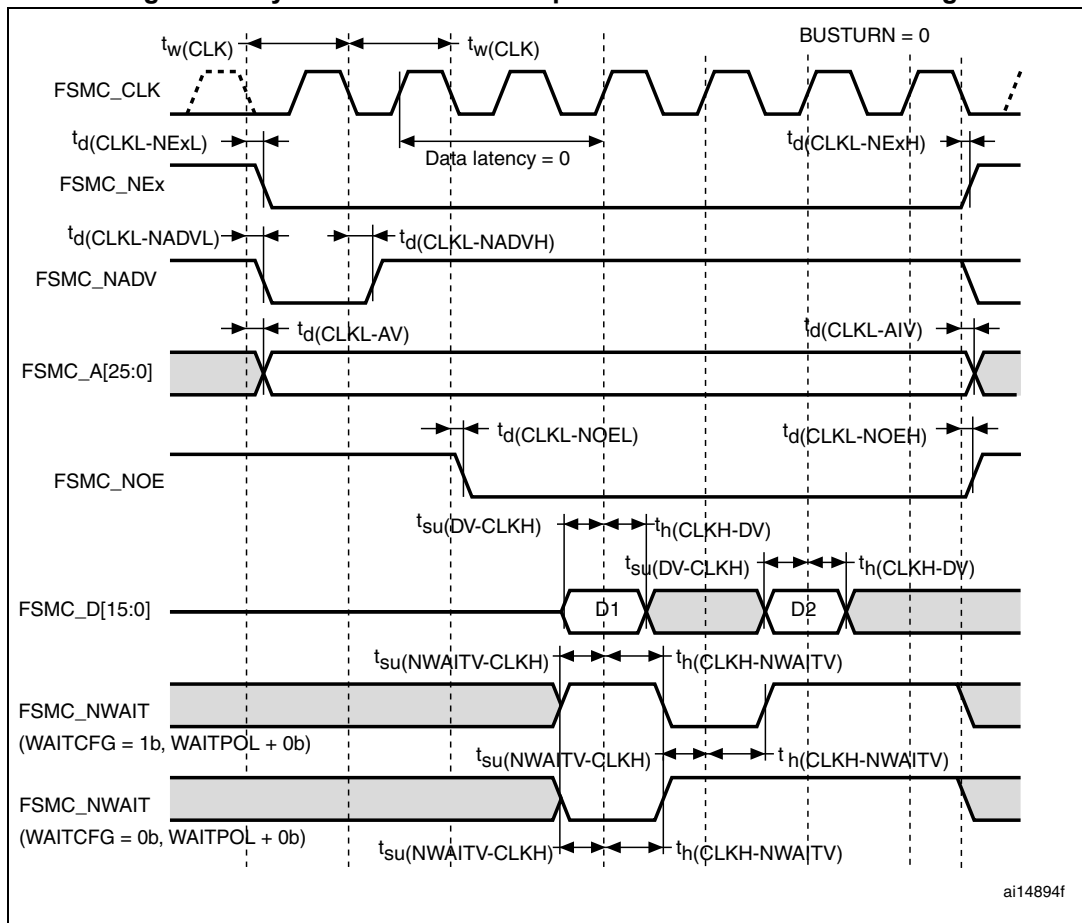 tw(CLK) tw(CLK) BUSTURN = 0
FSMC_CLK
Data latency = 0
td(CLKL-NExL) td(CLKL-NExH)
FSMC_NEx
td(CLKL-NADVL) td(CLKL-NADVH)
FSMC_NADV
td(CLKL-AV) td(CLKL-AIV)
FSMC_A[25:0]
td(CLKL-NOEL) td(CLKL-NOEH)
FSMC_NOE
tsu(DV-CLKH) th(CLKH-DV)
tsu(DV-CLKH) th(CLKH-DV)
FSMC_D[15:0] D1 D2
tsu(NWAITV-CLKH) th(CLKH-NWAITV)
FSMC_NWAIT
(WAITCFG = 1b, WAITPOL + 0b)
tsu(NWAITV-CLKH) th(CLKH-NWAITV)
FSMC_NWAIT
(WAITCFG = 0b, WAITPOL + 0b)
tsu(NWAITV-CLKH) th(CLKH-NWAITV)
ai14894f